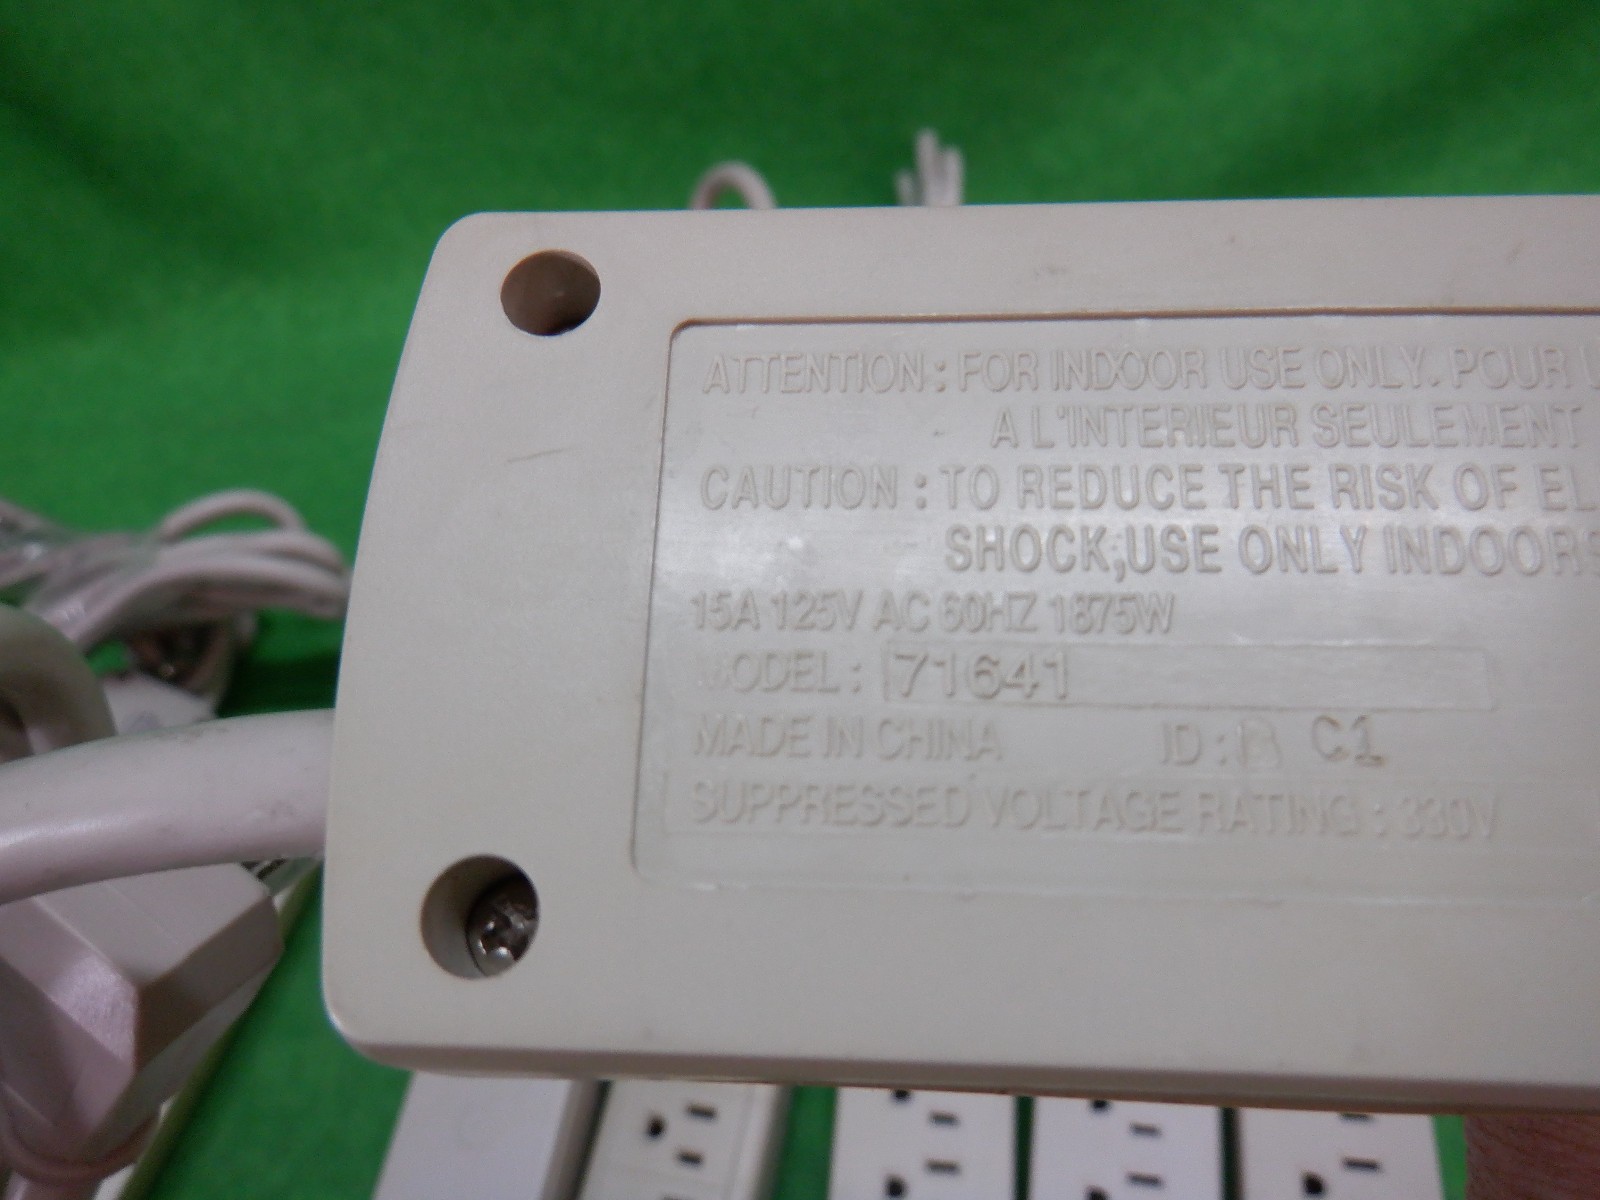 ATTENTION : FOR INDOOR USE ONLY. POUR U
A L'INTERIEUR SEULEMENT
CAUTION : TO REDUCE THE RISK OF EL
SHOCK,USE ONLY INDOORS
15A 125V AC 60HZ 1875W
MODEL : 71641
MADE IN CHINA ID : B C1
SUPPRESSED VOLTAGE RATING : 330V